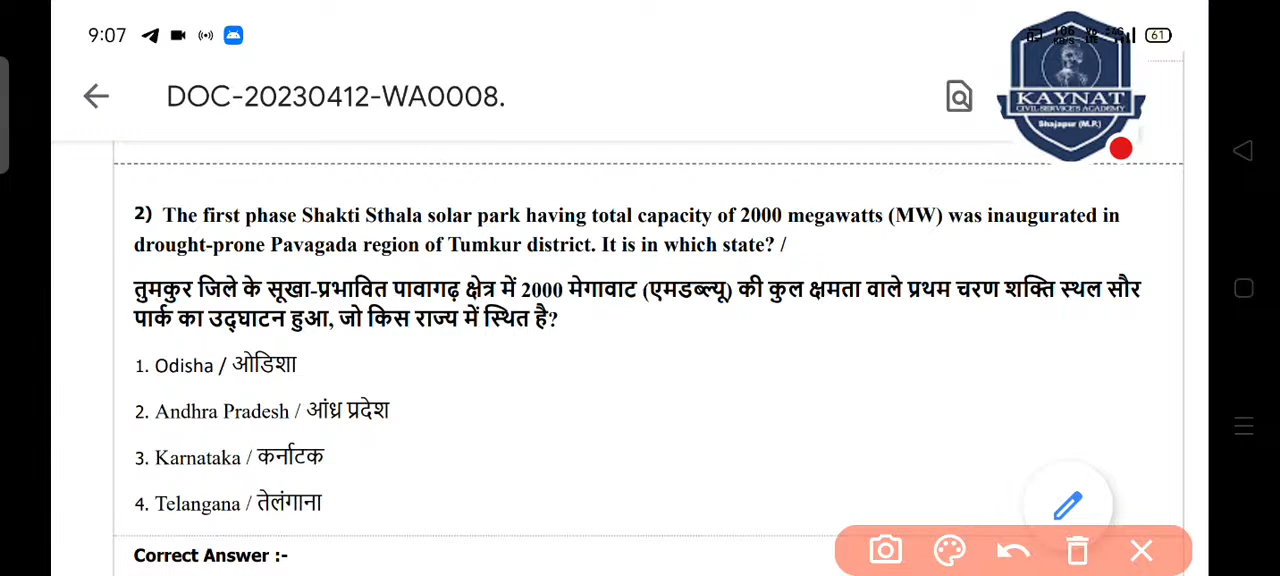 9:07
61
DOC-20230412-WA0008.
KAYNAT
CIVIL SERVICES ACADEMY
Shajapur (M.P.)
2) The first phase Shakti Sthala solar park having total capacity of 2000 megawatts (MW) was inaugurated in
drought-prone Pavagada region of Tumkur district. It is in which state? /
तुमकुर जिले के सूखा-प्रभावित पावागढ़ क्षेत्र में 2000 मेगावाट (एमडब्ल्यू) की कुल क्षमता वाले प्रथम चरण शक्ति स्थल सौर
पार्क का उद्घाटन हुआ, जो किस राज्य में स्थित है?
1. Odisha / ओडिशा
2. Andhra Pradesh / आंध्र प्रदेश
3. Karnataka / कर्नाटक
4. Telangana / तेलंगाना
Correct Answer :-